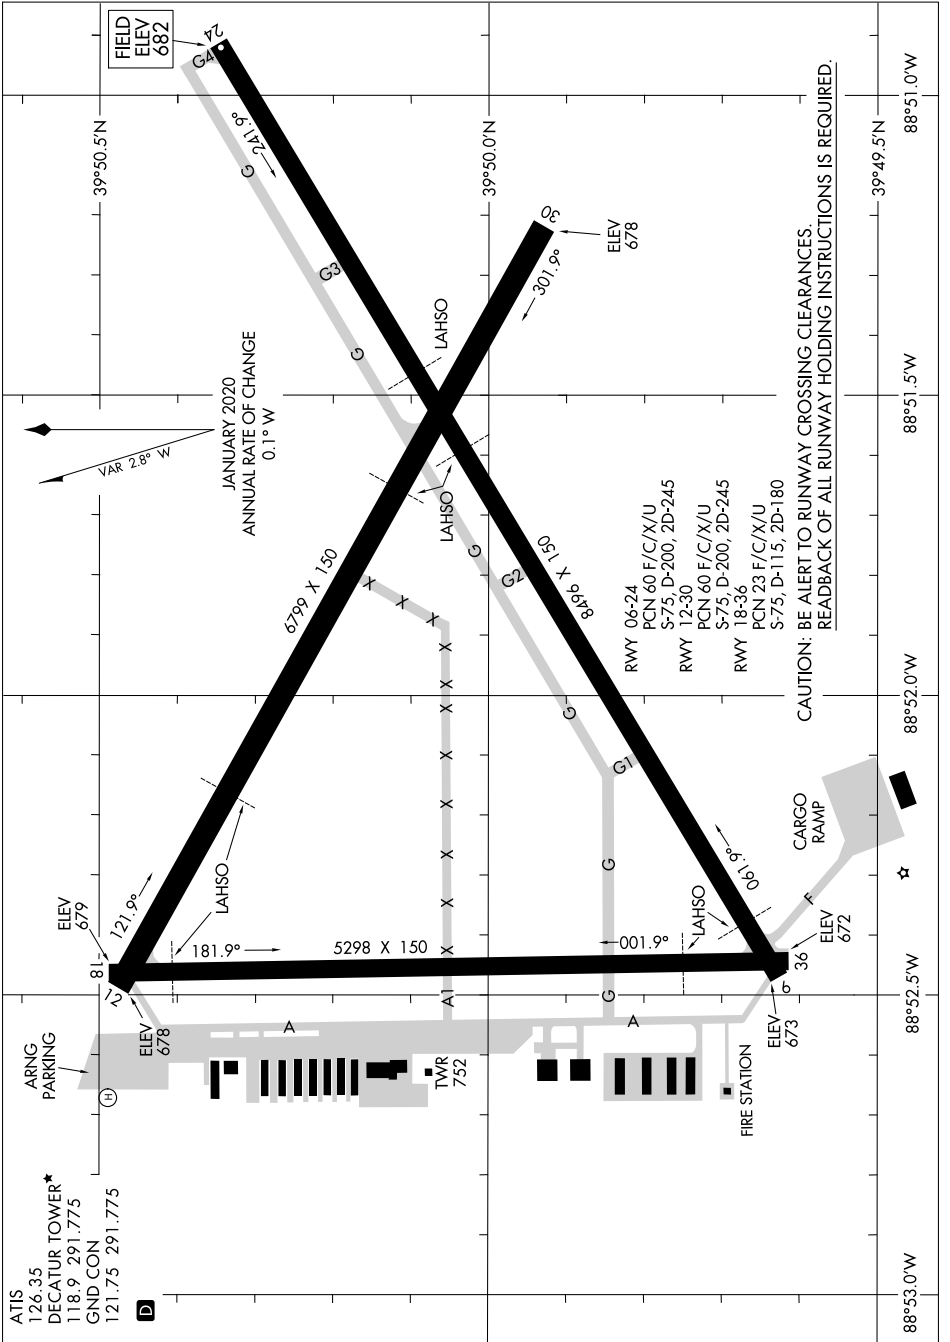 ATIS
126.35
DECATUR TOWER★
118.9 291.775
GND CON
121.75 291.775
D
ARNG
PARKING
H
ELEV
679
ELEV
678
18
12
121.9°
181.9°
LAHSO
5298 X 150
001.9°
LAHSO
A
A1
A
TWR
752
FIRE STATION
G
G
X X X X X X X X X X X X
6799 X 150
VAR 2.8° W
JANUARY 2020
ANNUAL RATE OF CHANGE
0.1° W
LAHSO
LAHSO
FIELD
ELEV
682
24
G4
241.9°
G
G3
G
G
G2
G
G1
8496 X 150
30
301.9°
ELEV
678
061.9°
36
6
ELEV
672
ELEV
673
F
CARGO
RAMP
RWY 06-24
PCN 60 F/C/X/U
S-75, D-200, 2D-245
RWY 12-30
PCN 60 F/C/X/U
S-75, D-200, 2D-245
RWY 18-36
PCN 23 F/C/X/U
S-75, D-115, 2D-180
CAUTION: BE ALERT TO RUNWAY CROSSING CLEARANCES.
READBACK OF ALL RUNWAY HOLDING INSTRUCTIONS IS REQUIRED.
39°50.5'N
39°50.0'N
39°49.5'N
88°53.0'W
88°52.5'W
88°52.0'W
88°51.5'W
88°51.0'W